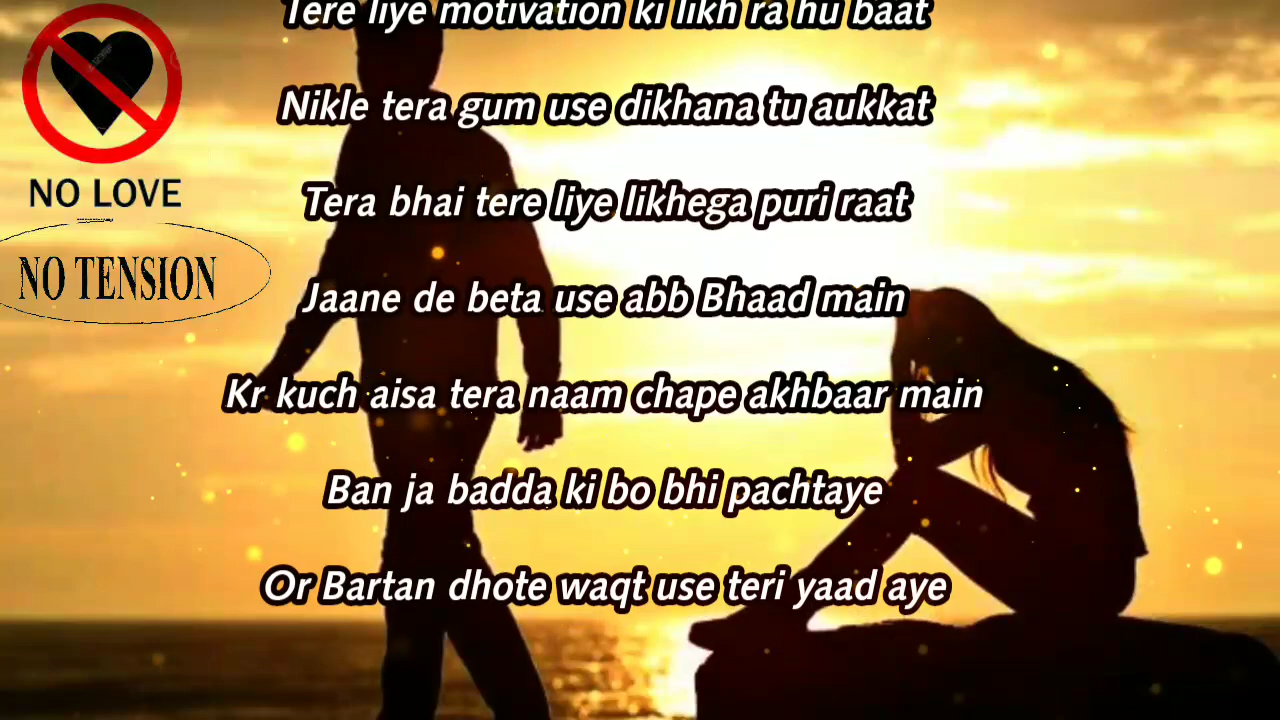 Tere liye motivation ki likh ra hu baat
Nikle tera gum use dikhana tu aukkat
NO LOVE
Tera bhai tere liye likhega puri raat
NO TENSION
Jaane de beta use abb Bhaad main
Kr kuch aisa tera naam chape akhbaar main
Ban ja badda ki bo bhi pachtaye
Or Bartan dhote waqt use teri yaad aye